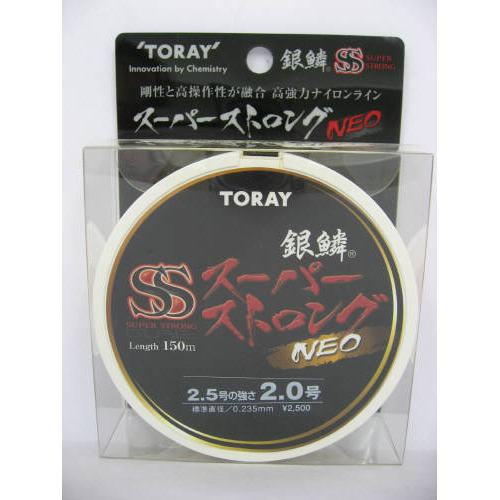 'TORAY'
Innovation by Chemistry
銀鱗® SS SUPER STRONG
剛性と高操作性が融合 高強力ナイロンライン
スーパーストロング NEO
TORAY
銀鱗®
SS スーパー
SUPER STRONG ストロング
Length 150m NEO
2.5号の強さ 2.0号
標準直径/0.235mm ¥2,500